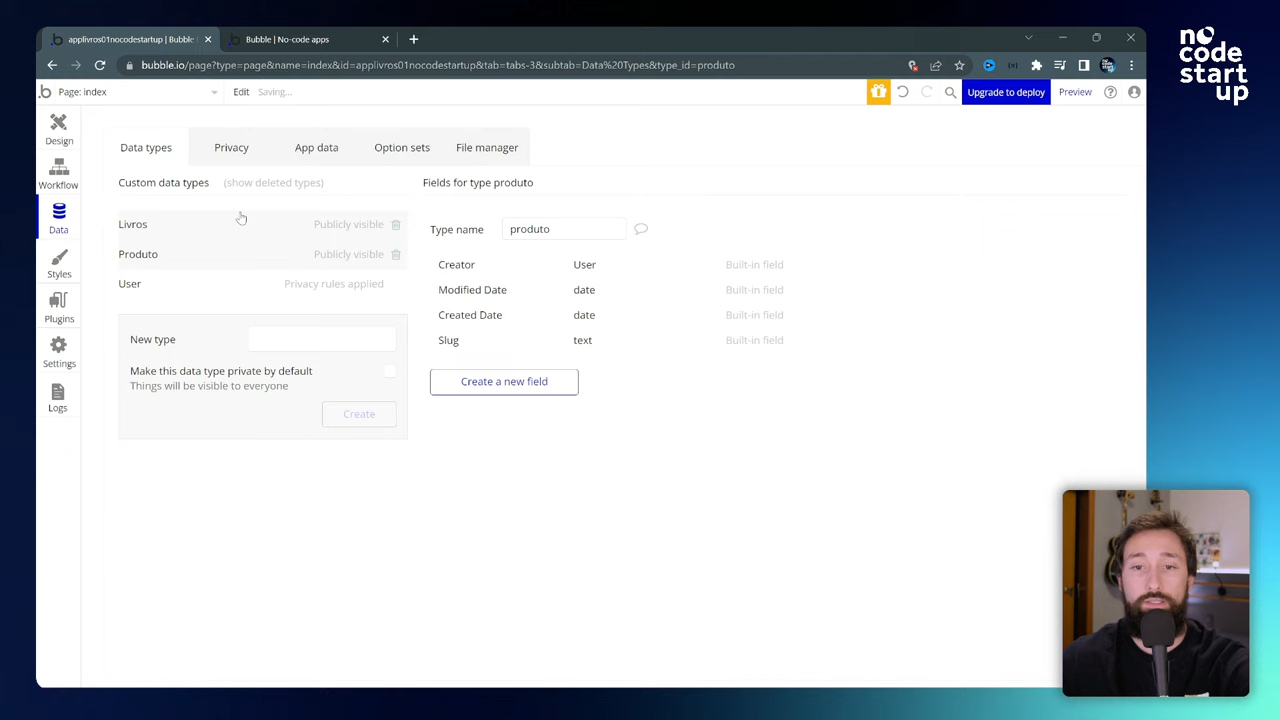 applivros01nocodestartup | Bubble
Bubble | No-code apps
no
code
start
up
bubble.io/page?type=page&name=index&id=applivros01nocodestartup&tab=tabs-3&subtab=Data%20Types&type_id=produto
Page: index
Edit
Saving...
Upgrade to deploy
Preview
Design
Workflow
Data
Styles
Plugins
Settings
Logs
Data types
Privacy
App data
Option sets
File manager
Custom data types
(show deleted types)
Livros
Publicly visible
Produto
Publicly visible
User
Privacy rules applied
New type
Make this data type private by default
Things will be visible to everyone
Create
Fields for type produto
Type name
produto
Creator
User
Built-in field
Modified Date
date
Built-in field
Created Date
date
Built-in field
Slug
text
Built-in field
Create a new field